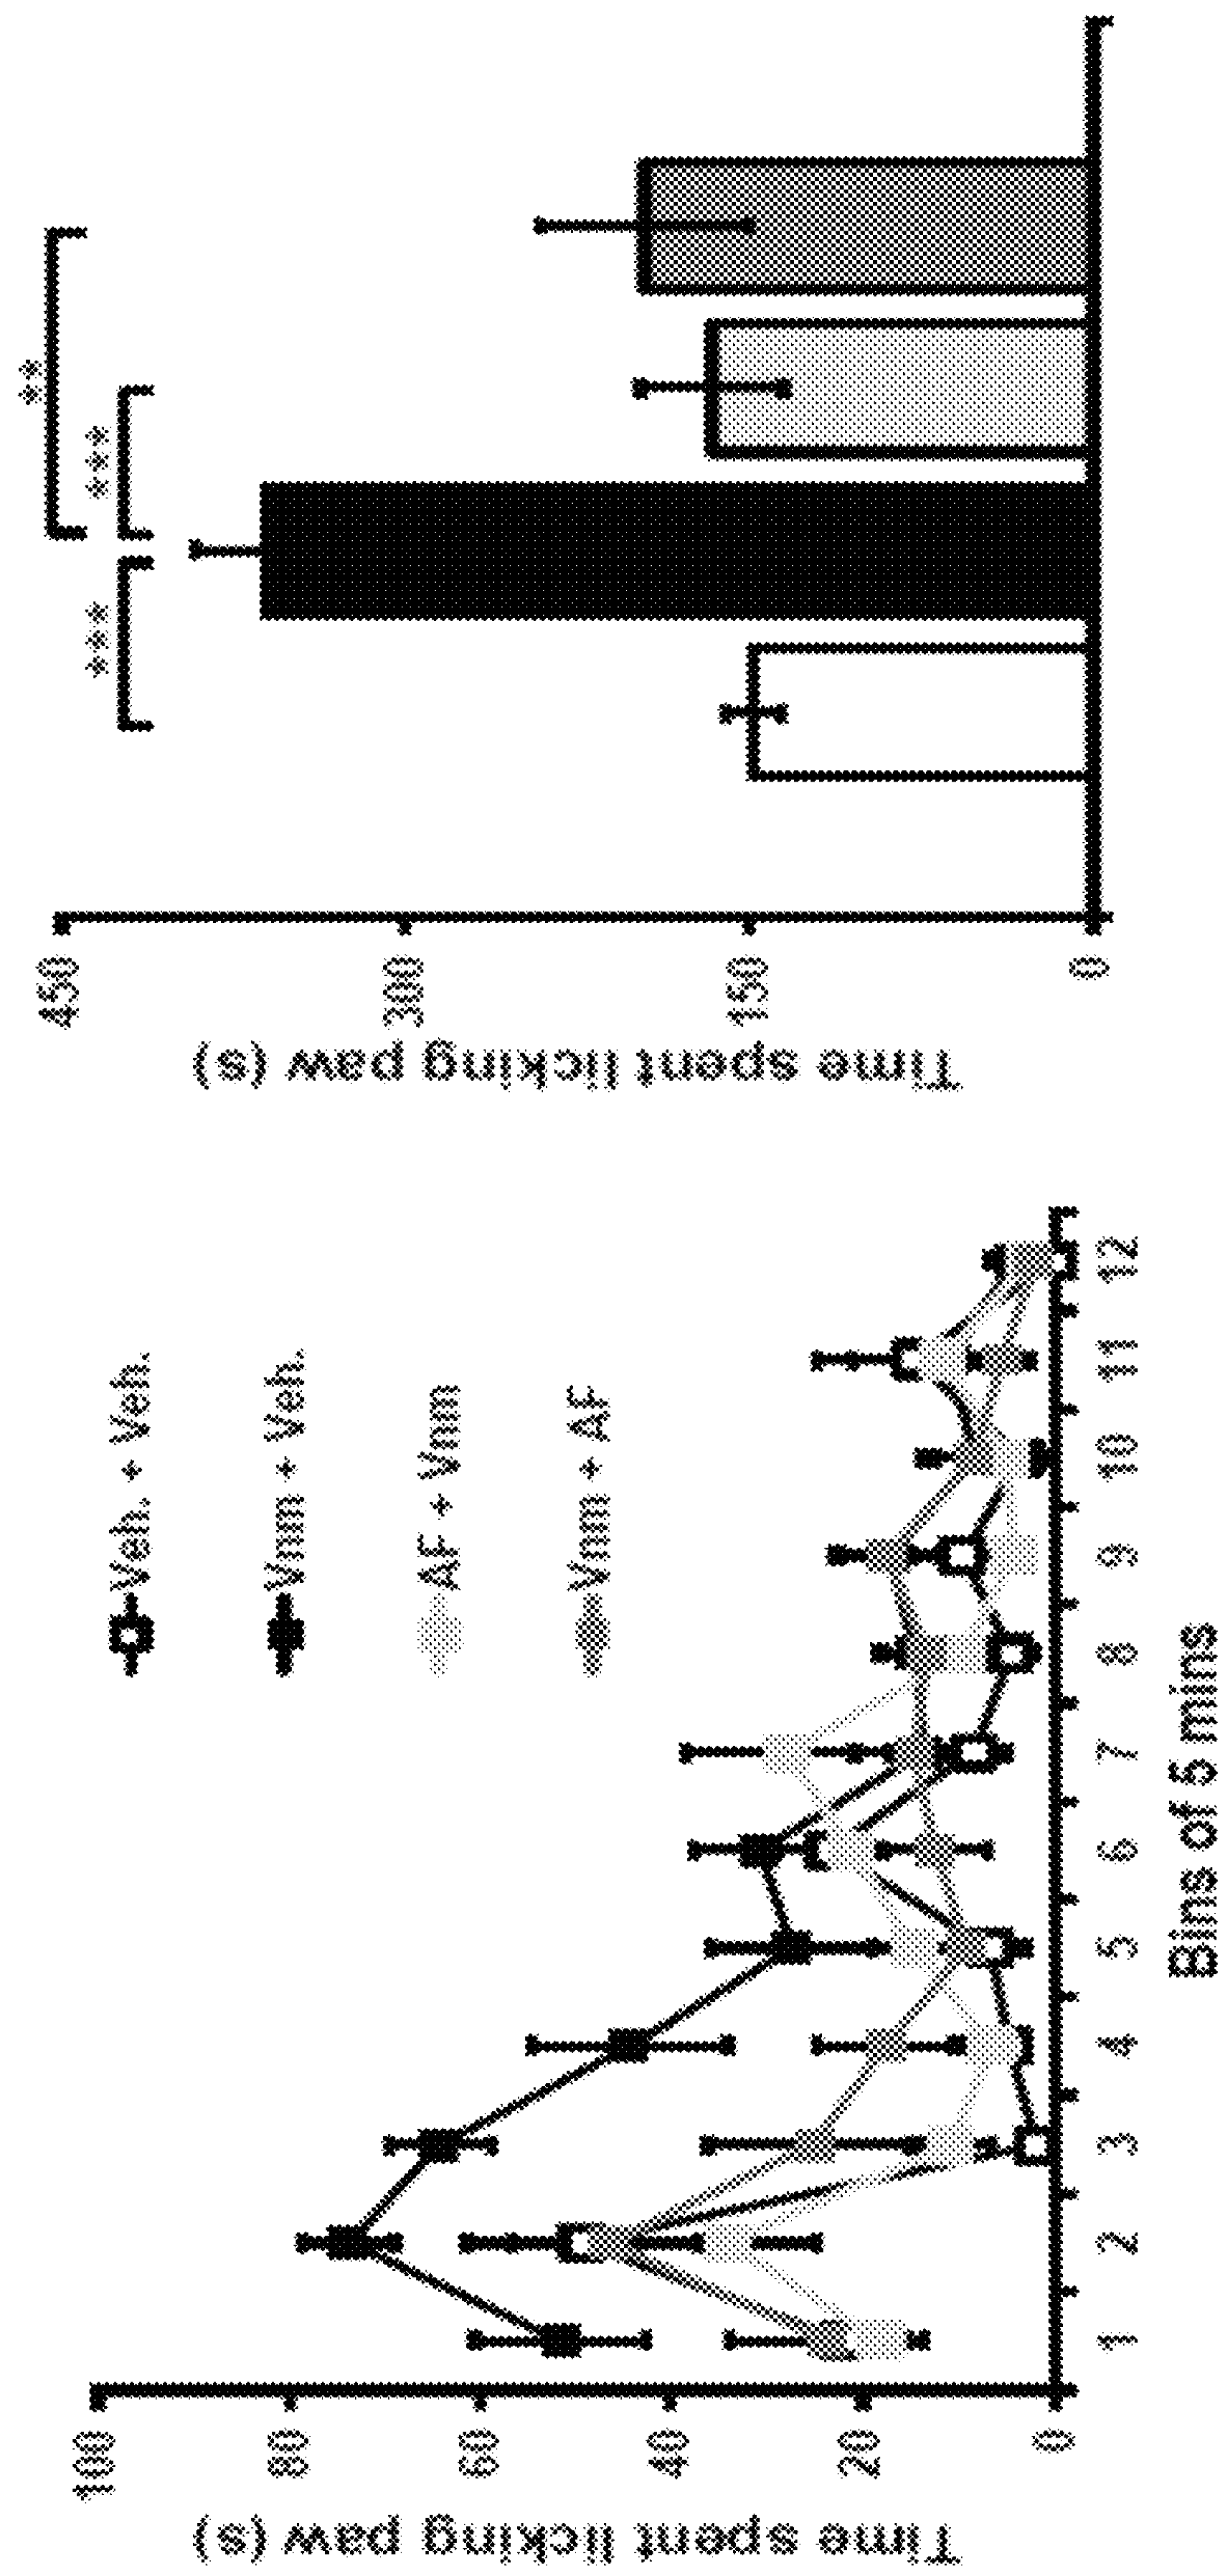 Time spent licking paw (s)
100
80
60
40
20
0
Veh. + Veh.
Vnm + Veh.
AF + Vnm
Vnm + AF
1 2 3 4 5 6 7 8 9 10 11 12
Bins of 5 mins
Time spent licking paw (s)
450
300
150
0
**
*** ***